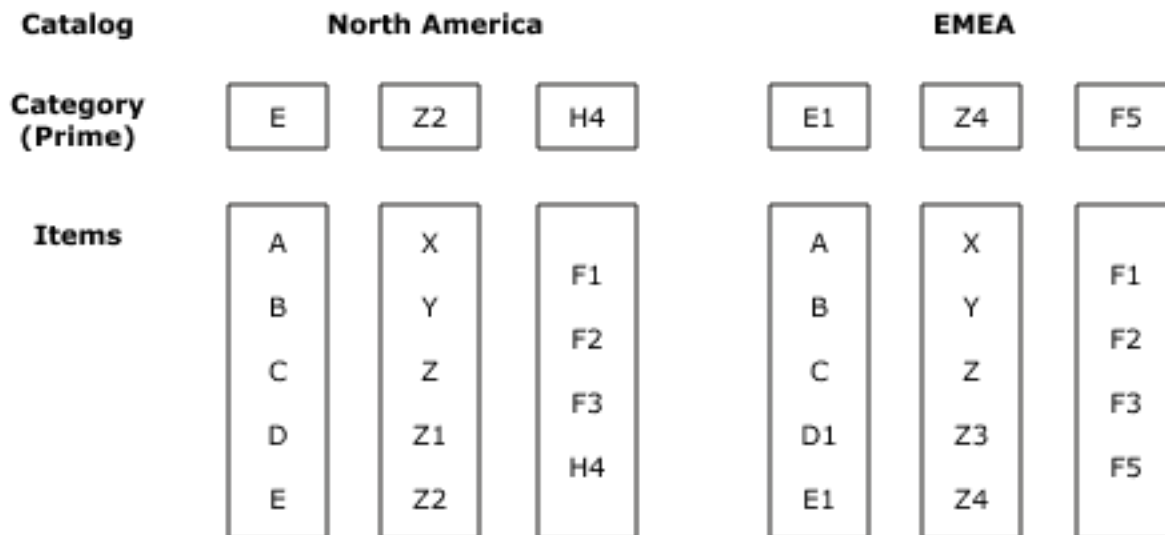 Catalog North America EMEA
Category
(Prime) E Z2 H4 E1 Z4 F5
Items A X A X
F1 F1
B Y B Y
F2 F2
C Z C Z
F3 F3
D Z1 D1 Z3
H4 F5
E Z2 E1 Z4